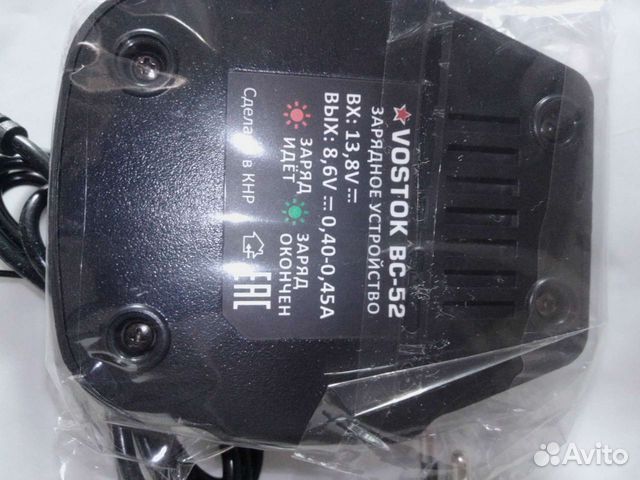 VOSTOK BC-52
ЗАРЯДНОЕ УСТРОЙСТВО
ВХ: 13,8V
ВЫХ: 8,6V 0,40-0,45A
ЗАРЯД ИДЁТ
ЗАРЯД ОКОНЧЕН
Сделано в КНР
EAC
Avito